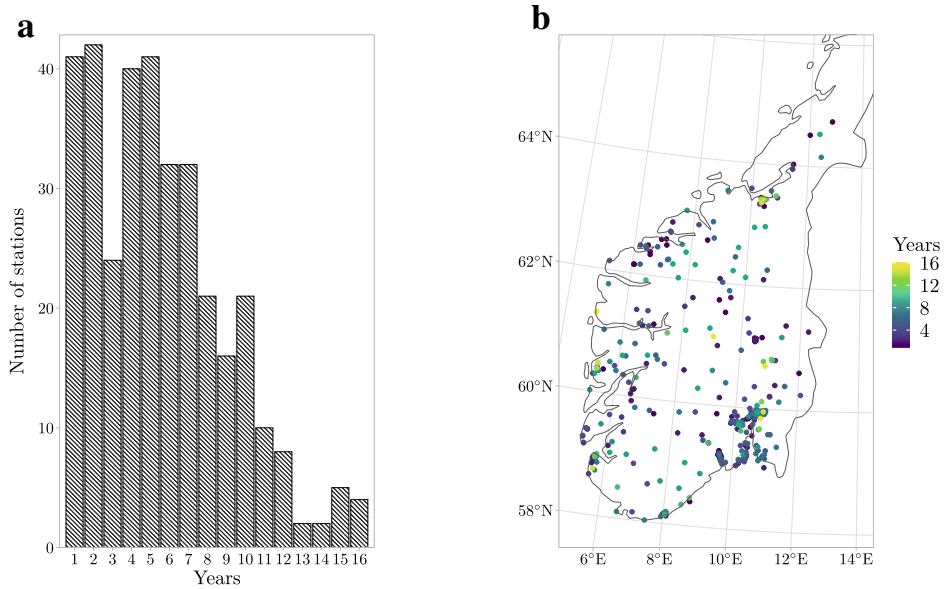 a
Number of stations
40
30
20
10
0
1 2 3 4 5 6 7 8 9 10 11 12 13 14 15 16
Years
b
64°N
62°N
60°N
58°N
6°E 8°E 10°E 12°E 14°E
Years
16
12
8
4